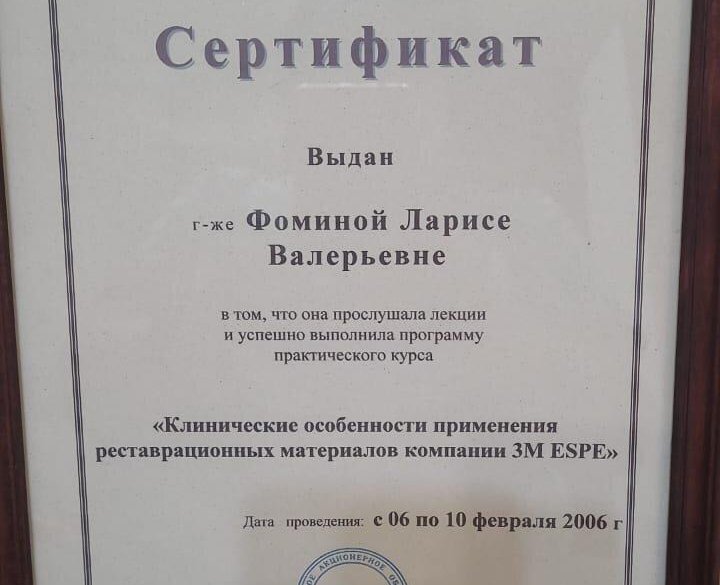 Сертификат
Выдан
г-же Фоминой Ларисе
Валерьевне
в том, что она прослушала лекции
и успешно выполнила программу
практического курса
«Клинические особенности применения
реставрационных материалов компании 3M ESPE»
Дата проведения: с 06 по 10 февраля 2006 г
АКЦИОНЕРНОЕ